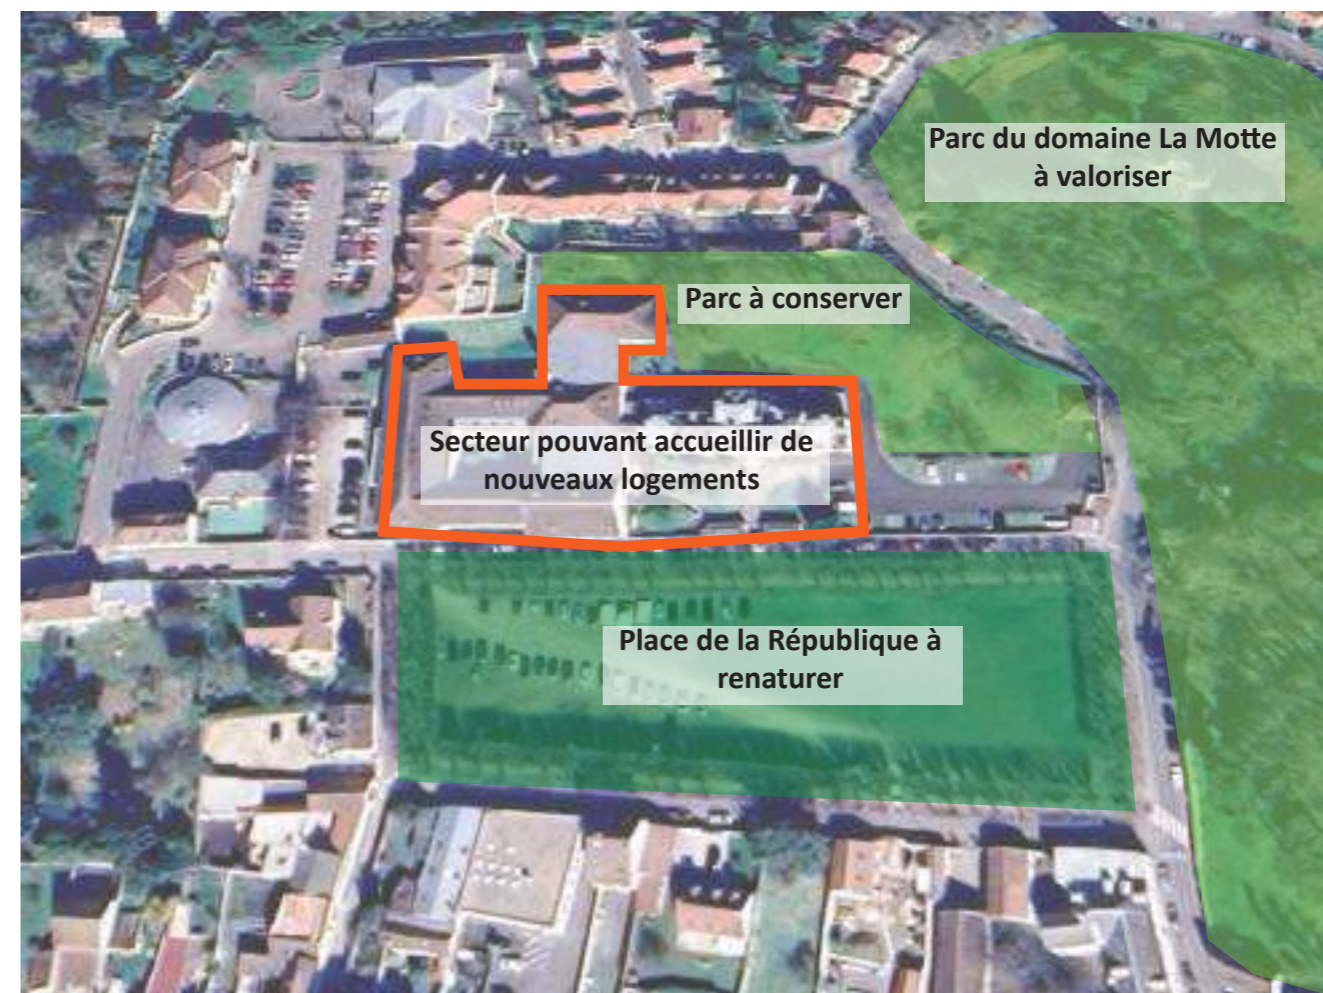 Parc du domaine La Motte
à valoriser
Parc à conserver
Secteur pouvant accueillir de
nouveaux logements
Place de la République à
renaturer